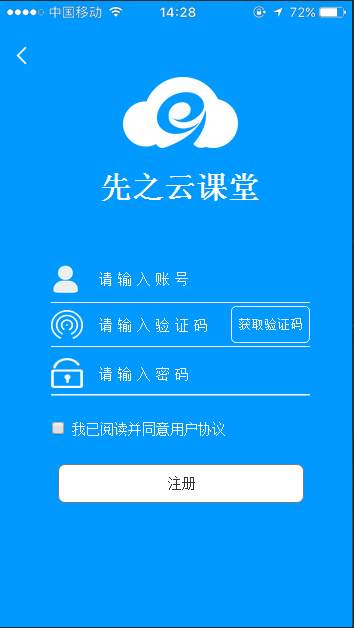 中国移动 14:28 72%
先之云课堂
请输入账号
请输入验证码 获取验证码
请输入密码
我已阅读并同意用户协议
注册